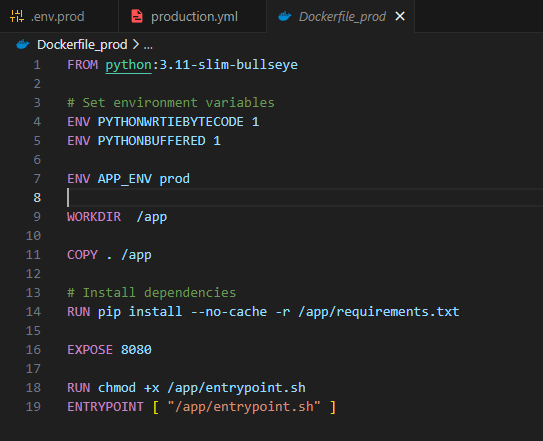 .env.prod production.yml Dockerfile_prod
Dockerfile_prod > ...
1 FROM python:3.11-slim-bullseye
2
3 # Set environment variables
4 ENV PYTHONWRTIEBYTECODE 1
5 ENV PYTHONBUFFERED 1
6
7 ENV APP_ENV prod
8
9 WORKDIR  /app
10
11 COPY . /app
12
13 # Install dependencies
14 RUN pip install --no-cache -r /app/requirements.txt
15
16 EXPOSE 8080
17
18 RUN chmod +x /app/entrypoint.sh
19 ENTRYPOINT [ "/app/entrypoint.sh" ]